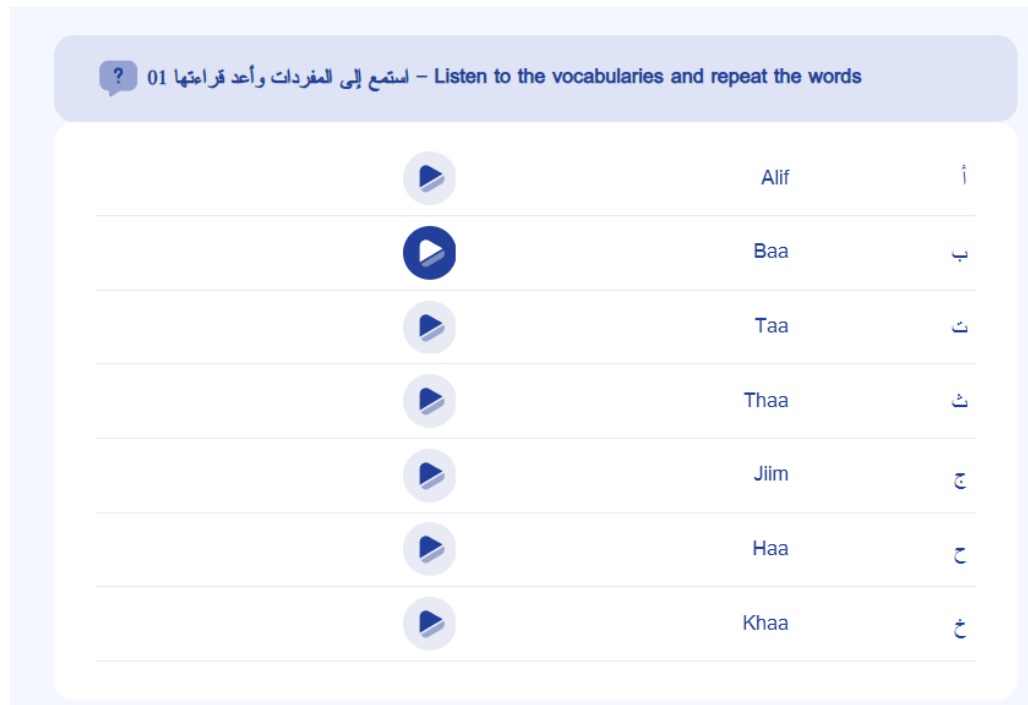 استمع إلى المفردات وأعد قراءتها 01 – Listen to the vocabularies and repeat the words ?
أ Alif
ب Baa
ت Taa
ث Thaa
ج Jiim
ح Haa
خ Khaa